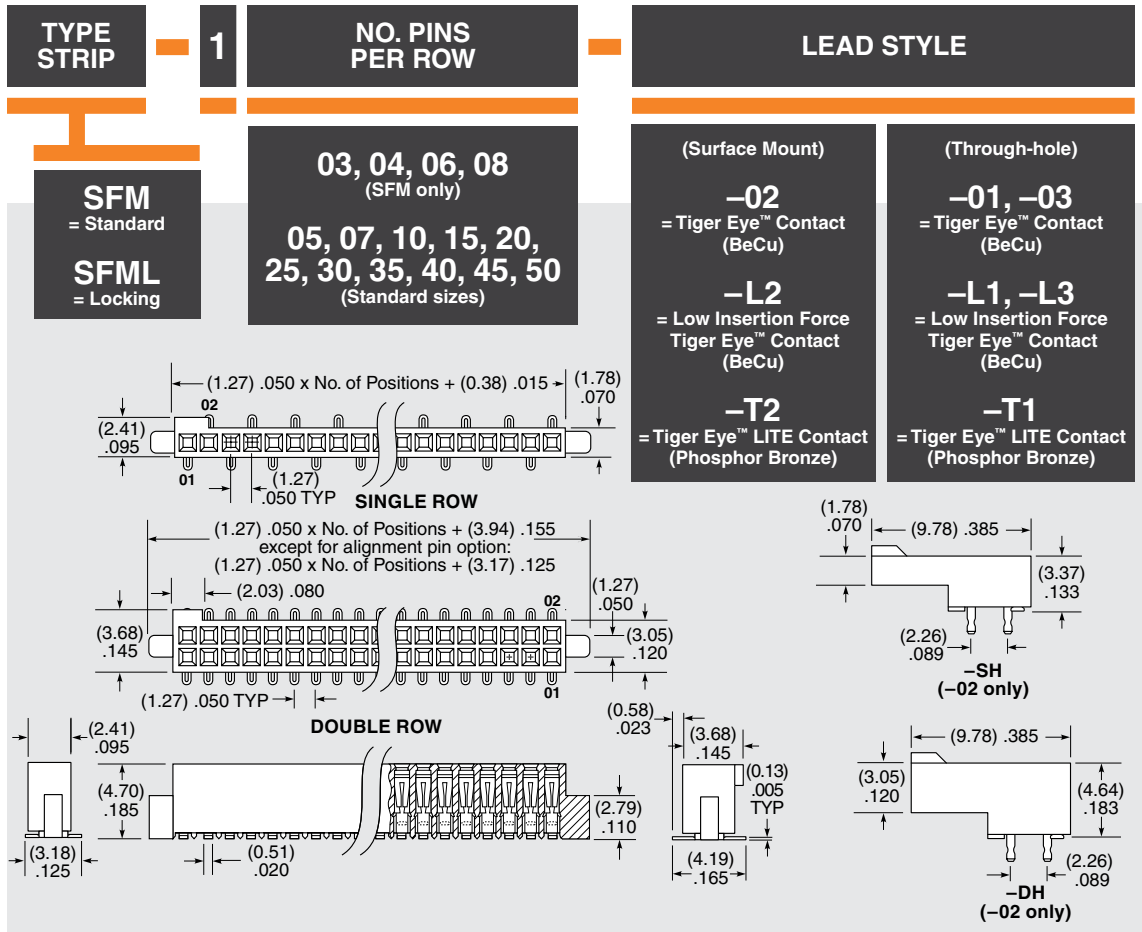 TYPE
STRIP
1
NO. PINS
PER ROW
LEAD STYLE
SFM
= Standard
SFML
= Locking
03, 04, 06, 08
(SFM only)
05, 07, 10, 15, 20,
25, 30, 35, 40, 45, 50
(Standard sizes)
(Surface Mount)
–02
= Tiger Eye™ Contact
(BeCu)
–L2
= Low Insertion Force
Tiger Eye™ Contact
(BeCu)
–T2
= Tiger Eye™ LITE Contact
(Phosphor Bronze)
(Through-hole)
–01, –03
= Tiger Eye™ Contact
(BeCu)
–L1, –L3
= Low Insertion Force
Tiger Eye™ Contact
(BeCu)
–T1
= Tiger Eye™ LITE Contact
(Phosphor Bronze)
(1.27) .050 x No. of Positions + (0.38) .015
(1.78)
.070
02
(2.41)
.095
01
(1.27)
.050 TYP
SINGLE ROW
(1.27) .050 x No. of Positions + (3.94) .155
except for alignment pin option:
(1.27) .050 x No. of Positions + (3.17) .125
(2.03) .080
(1.27)
.050
02
(3.68)
.145
(3.05)
.120
01
(1.27) .050 TYP
DOUBLE ROW
(1.78)
.070
(9.78) .385
(3.37)
.133
(2.26)
.089
–SH
(–02 only)
(2.41)
.095
(4.70)
.185
(3.18)
.125
(0.51)
.020
(2.79)
.110
(0.58)
.023
(3.68)
.145
(0.13)
.005
TYP
(4.19)
.165
(9.78) .385
(3.05)
.120
(4.64)
.183
(2.26)
.089
–DH
(–02 only)